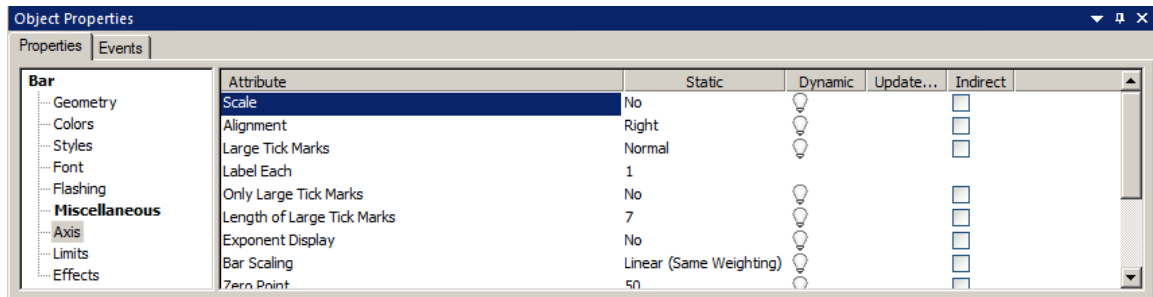 Object Properties
Properties Events
Bar
Geometry
Colors
Styles
Font
Flashing
Miscellaneous
Axis
Limits
Effects
Attribute Static Dynamic Update... Indirect
Scale No
Alignment Right
Large Tick Marks Normal
Label Each 1
Only Large Tick Marks No
Length of Large Tick Marks 7
Exponent Display No
Bar Scaling Linear (Same Weighting)
Zero Point 50